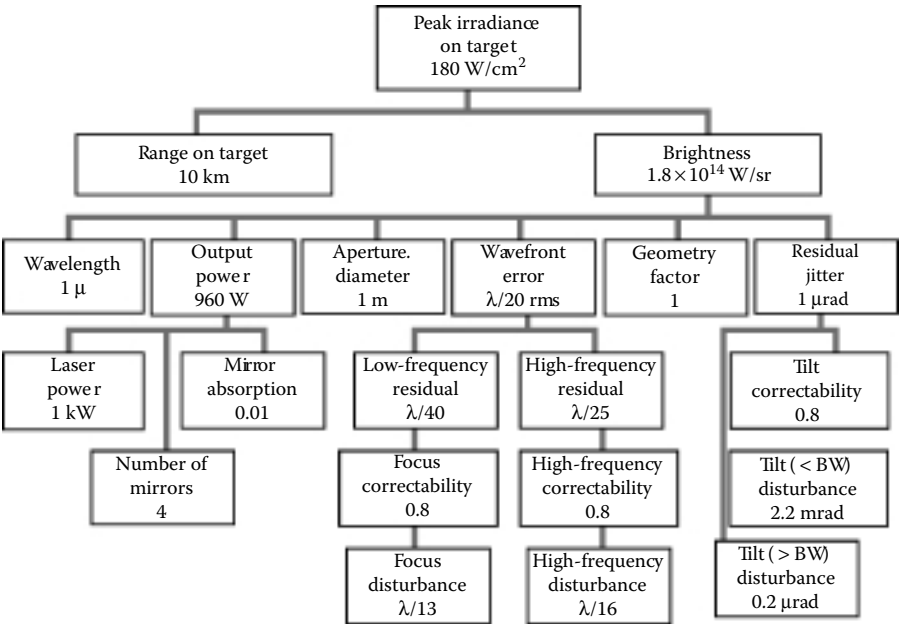 Peak irradiance
on target
180 W/cm²
Range on target
10 km
Brightness
1.8×10¹⁴ W/sr
Wavelength
1 μ
Output
power
960 W
Aperture.
diameter
1 m
Wavefront
error
λ/20 rms
Geometry
factor
1
Residual
jitter
1 μrad
Laser
power
1 kW
Mirror
absorption
0.01
Low-frequency
residual
λ/40
High-frequency
residual
λ/25
Tilt
correctability
0.8
Number of
mirrors
4
Focus
correctability
0.8
High-frequency
correctability
0.8
Tilt (< BW)
disturbance
2.2 mrad
Focus
disturbance
λ/13
High-frequency
disturbance
λ/16
Tilt (> BW)
disturbance
0.2 μrad